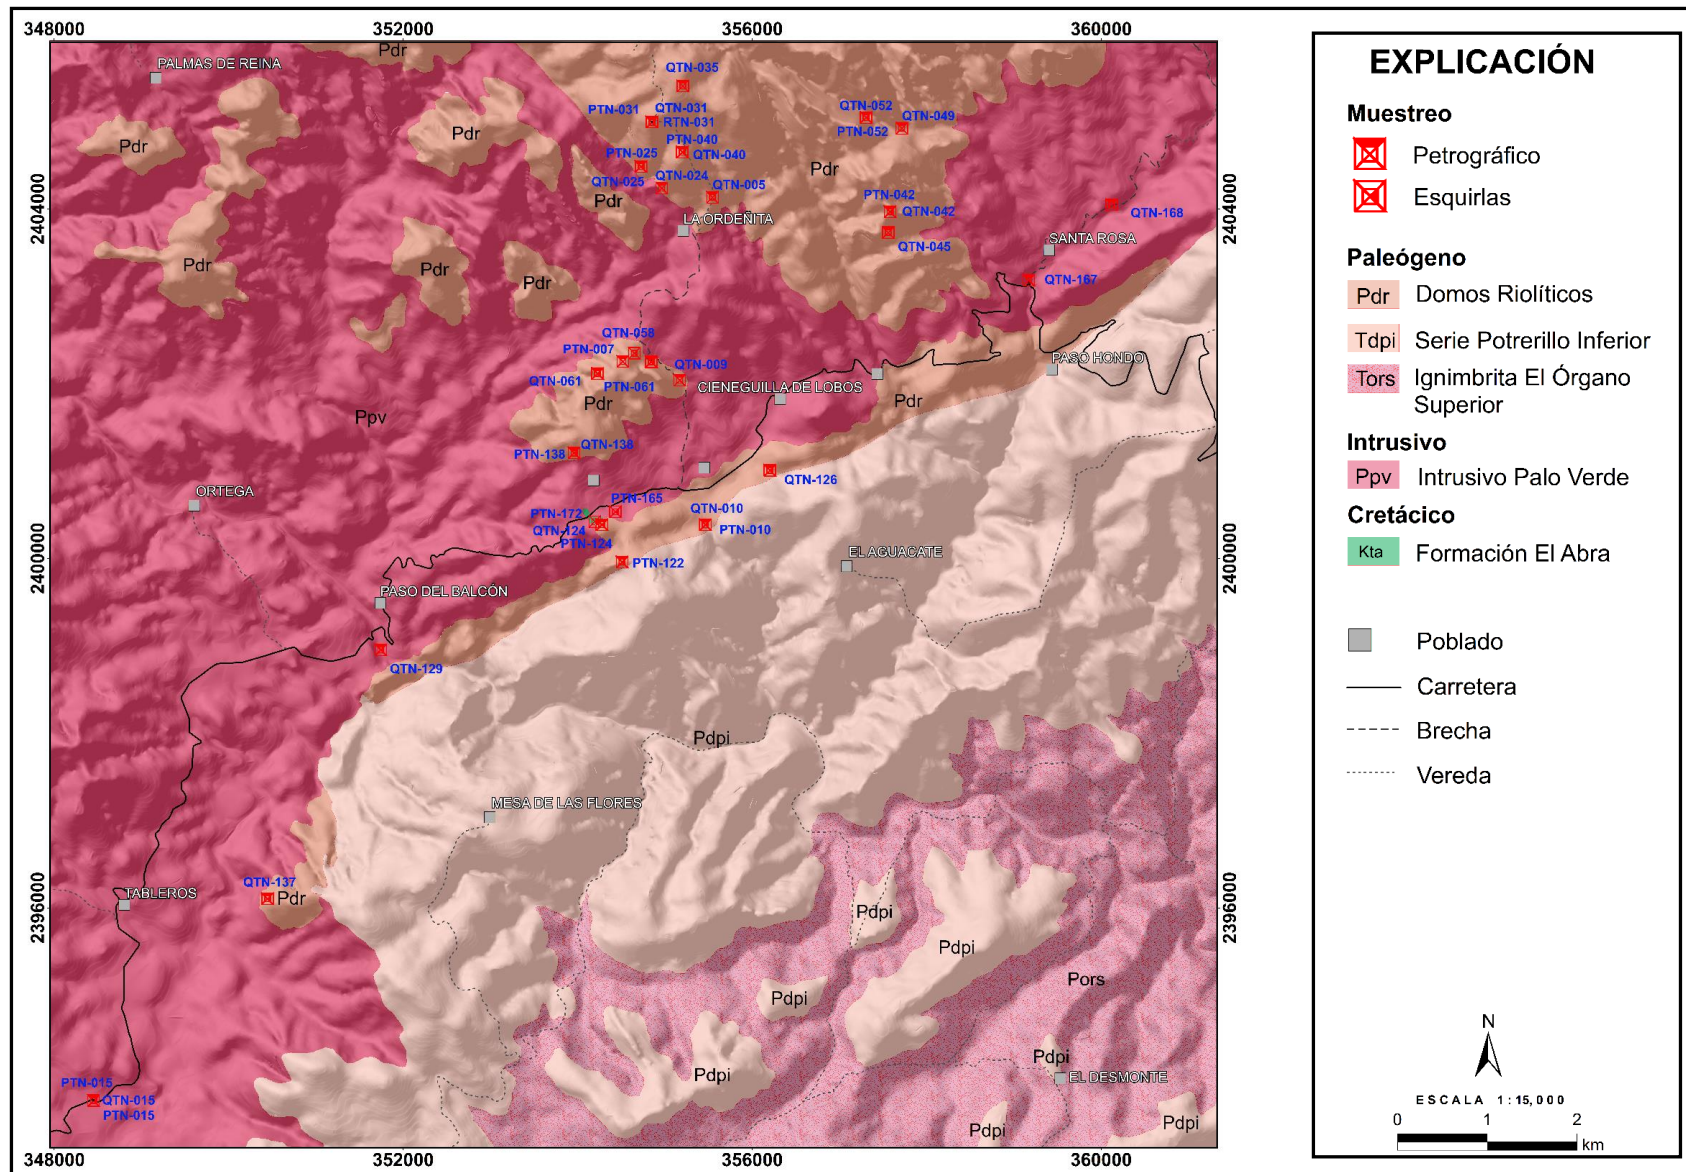 348000
352000
356000
360000
Pdr
PALMAS DE REINA
QTN-035
PTN-031
QTN-031
RTN-031
QTN-052
QTN-049
PTN-052
Pdr
Pdr
PTN-040
QTN-040
PTN-025
QTN-025
QTN-024
QTN-005
Pdr
Pdr
PTN-042
QTN-042
QTN-045
QTN-168
2404000
2404000
LA ORDEÑITA
SANTA ROSA
Pdr
Pdr
Pdr
QTN-167
QTN-058
PTN-007
QTN-009
QTN-061
PTN-061
PASO HONDO
CIENEGUILLA DE LOBOS
Pdr
Pdr
Ppv
QTN-138
PTN-138
QTN-126
ORTEGA
PTN-165
PTN-172
QTN-124
PTN-124
QTN-010
PTN-010
2400000
2400000
EL AGUACATE
PTN-122
PASO DEL BALCÓN
QTN-129
Pdpi
MESA DE LAS FLORES
QTN-137
Pdr
TABLEROS
2396000
2396000
Pdpi
Pdpi
Pors
Pdpi
Pdpi
EL DESMONTE
Pdpi
PTN-015
QTN-015
PTN-015
Pdpi
Pdpi
348000
352000
356000
360000
EXPLICACIÓN
Muestreo
Petrográfico
Esquirlas
Paleógeno
Pdr Domos Riolíticos
Tdpi Serie Potrerillo Inferior
Tors Ignimbrita El Órgano
Superior
Intrusivo
Ppv Intrusivo Palo Verde
Cretácico
Kta Formación El Abra
Poblado
Carretera
Brecha
Vereda
N
ESCALA 1:15,000
0 1 2
km